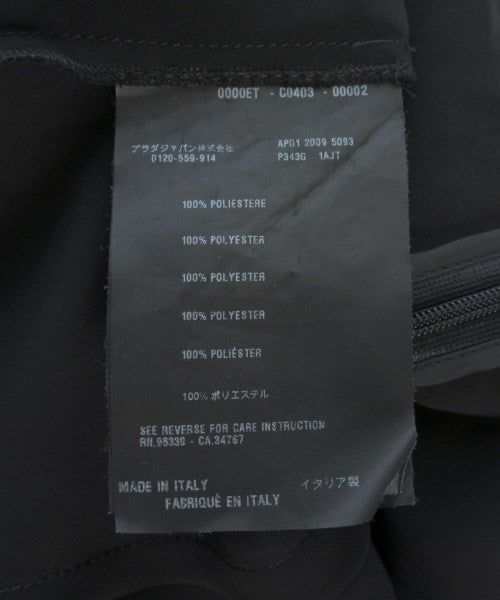 0000ET - C0403 - 00002
プラダジャパン株式会社 AP01 2009 5093
0120-559-914 P343G 1AJT
100% POLIESTERE
100% POLYESTER
100% POLYESTER
100% POLYESTER
100% POLIÉSTER
100% ポリエステル
SEE REVERSE FOR CARE INSTRUCTION
RN.98330 - CA.34767
MADE IN ITALY イタリア製
FABRIQUÉ EN ITALY